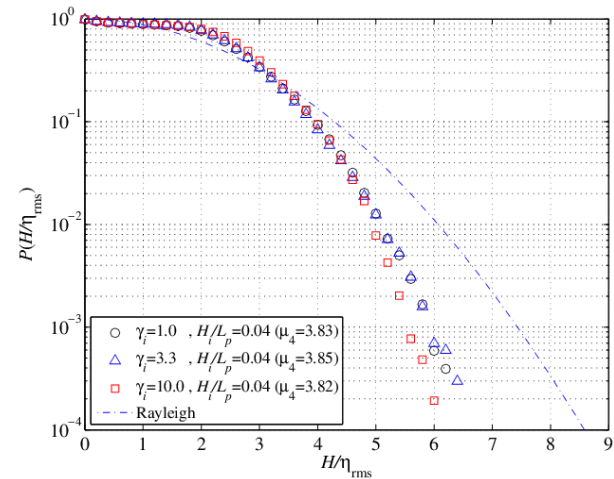 10⁰
10⁻¹
10⁻²
10⁻³
10⁻⁴
P(H/η_rms)
γ_i=1.0 , H_i/L_p=0.04 (μ_4=3.83)
γ_i=3.3 , H_i/L_p=0.04 (μ_4=3.85)
γ_i=10.0 , H_i/L_p=0.04 (μ_4=3.82)
Rayleigh
0 1 2 3 4 5 6 7 8 9
H/η_rms